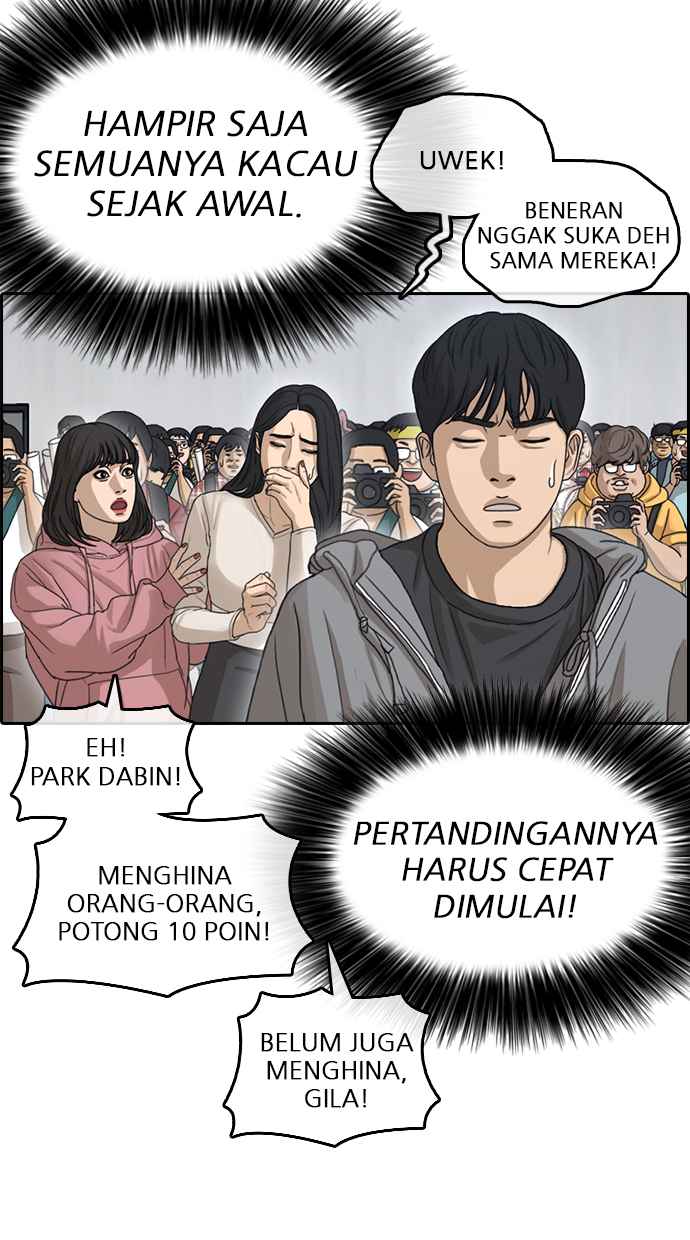 HAMPIR SAJA
SEMUANYA KACAU
SEJAK AWAL.
UWEK!
BENERAN
NGGAK SUKA DEH
SAMA MEREKA!
EH!
PARK DABIN!
MENGHINA
ORANG-ORANG,
POTONG 10 POIN!
PERTANDINGANNYA
HARUS CEPAT
DIMULAI!
BELUM JUGA
MENGHINA,
GILA!